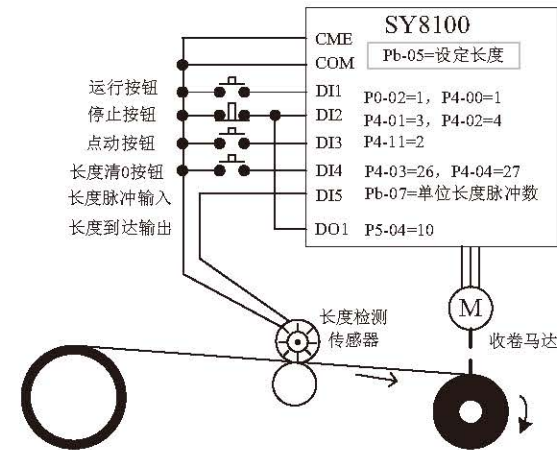 SY8100
CME
Pb-05=设定长度
COM
运行按钮
DI1
P0-02=1，P4-00=1
停止按钮
DI2
P4-01=3，P4-02=4
点动按钮
DI3
P4-11=2
长度清0按钮
DI4
P4-03=26，P4-04=27
长度脉冲输入
DI5
Pb-07=单位长度脉冲数
长度到达输出
DO1
P5-04=10
M
长度检测
传感器
收卷马达